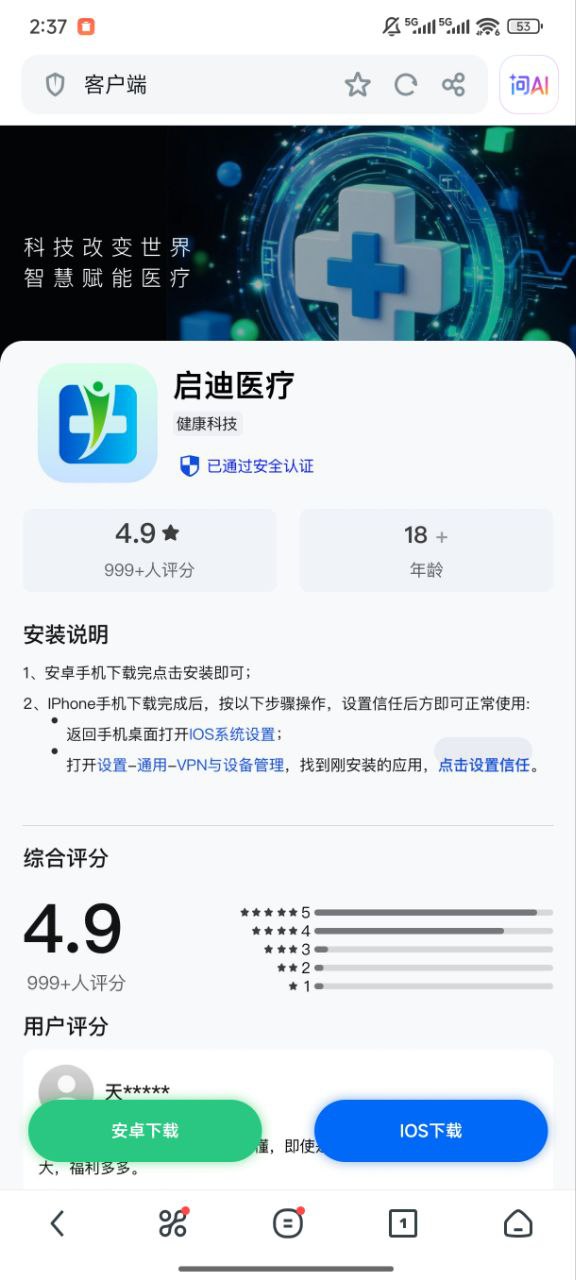 2:37
5G 5G 53
客户端
问AI
科技改变世界
智慧赋能医疗
启迪医疗
健康科技
已通过安全认证
4.9★
999+人评分
18 +
年龄
安装说明
1、安卓手机下载完点击安装即可；
2、IPhone手机下载完成后，按以下步骤操作，设置信任后方即可正常使用:
返回手机桌面打开IOS系统设置；
打开设置–通用–VPN与设备管理，找到刚安装的应用，点击设置信任。
综合评分
4.9
999+人评分
★★★★★ 5
★★★★ 4
★★★ 3
★★ 2
★ 1
用户评分
天*****
安卓下载
IOS下载
懂，即使
大，福利多多。
1